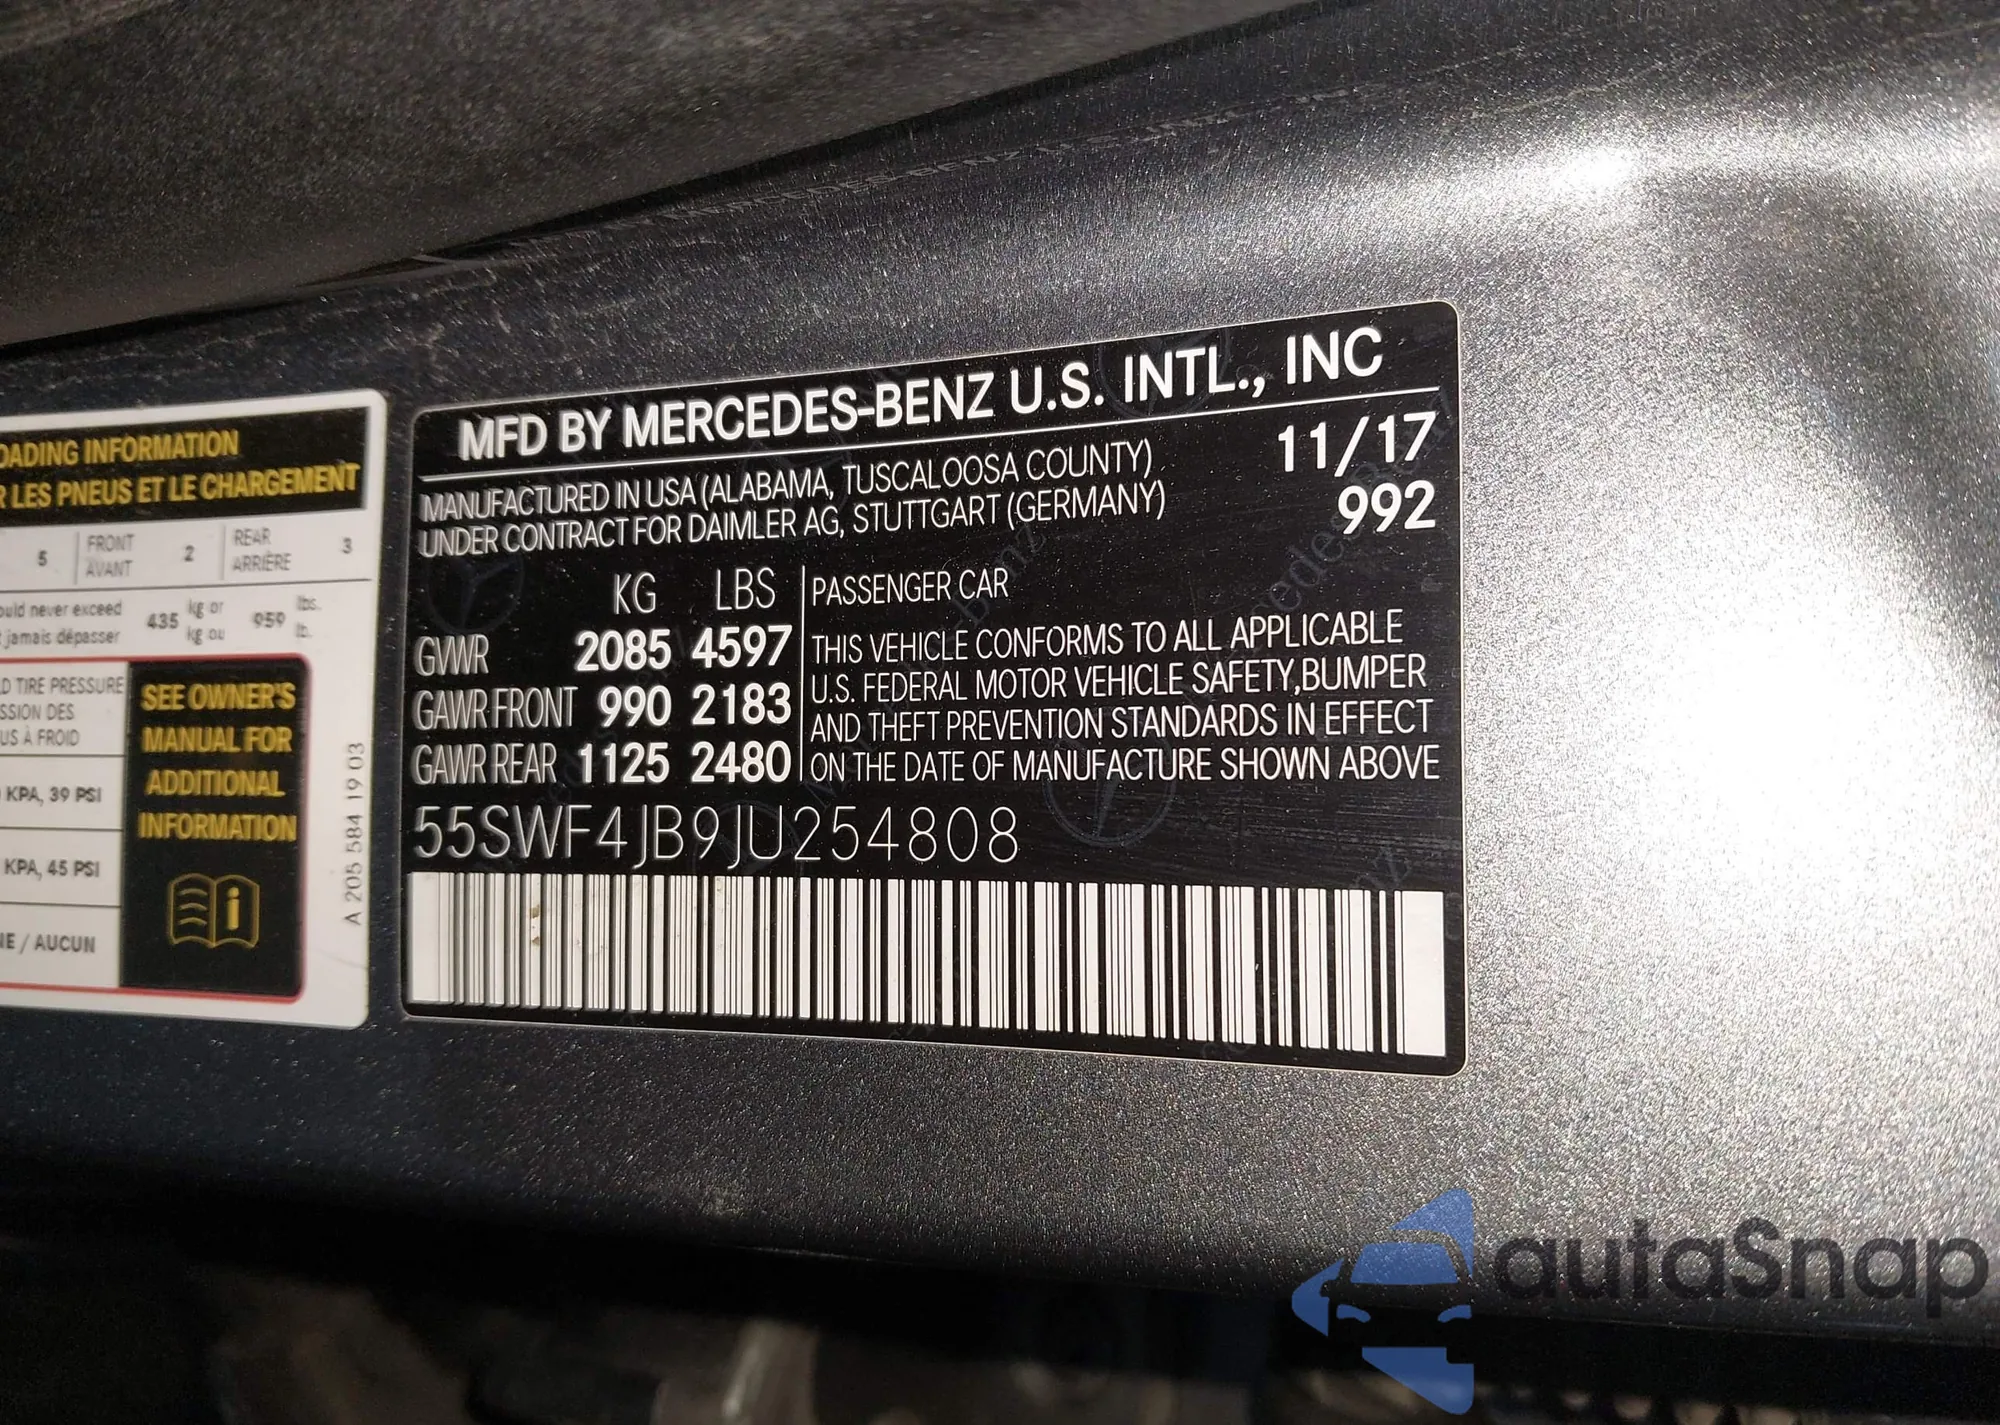 MFD BY MERCEDES-BENZ U.S. INTL., INC
MANUFACTURED IN USA (ALABAMA, TUSCALOOSA COUNTY) 11/17
UNDER CONTRACT FOR DAIMLER AG, STUTTGART (GERMANY) 992
KG LBS
GVWR 2085 4597
GAWR FRONT 990 2183
GAWR REAR 1125 2480
PASSENGER CAR
THIS VEHICLE CONFORMS TO ALL APPLICABLE
U.S. FEDERAL MOTOR VEHICLE SAFETY,BUMPER
AND THEFT PREVENTION STANDARDS IN EFFECT
ON THE DATE OF MANUFACTURE SHOWN ABOVE
55SWF4JB9JU254808
OADING INFORMATION
R LES PNEUS ET LE CHARGEMENT
5 FRONT 2 REAR 3
AVANT ARRIÈRE
ould never exceed 435 kg or 959 lbs.
jamais dépasser kg ou lb.
D TIRE PRESSURE
SSION DES
US À FROID
KPA, 39 PSI
KPA, 45 PSI
NE / AUCUN
SEE OWNER'S
MANUAL FOR
ADDITIONAL
INFORMATION
A 205 584 19 03
autaSnap